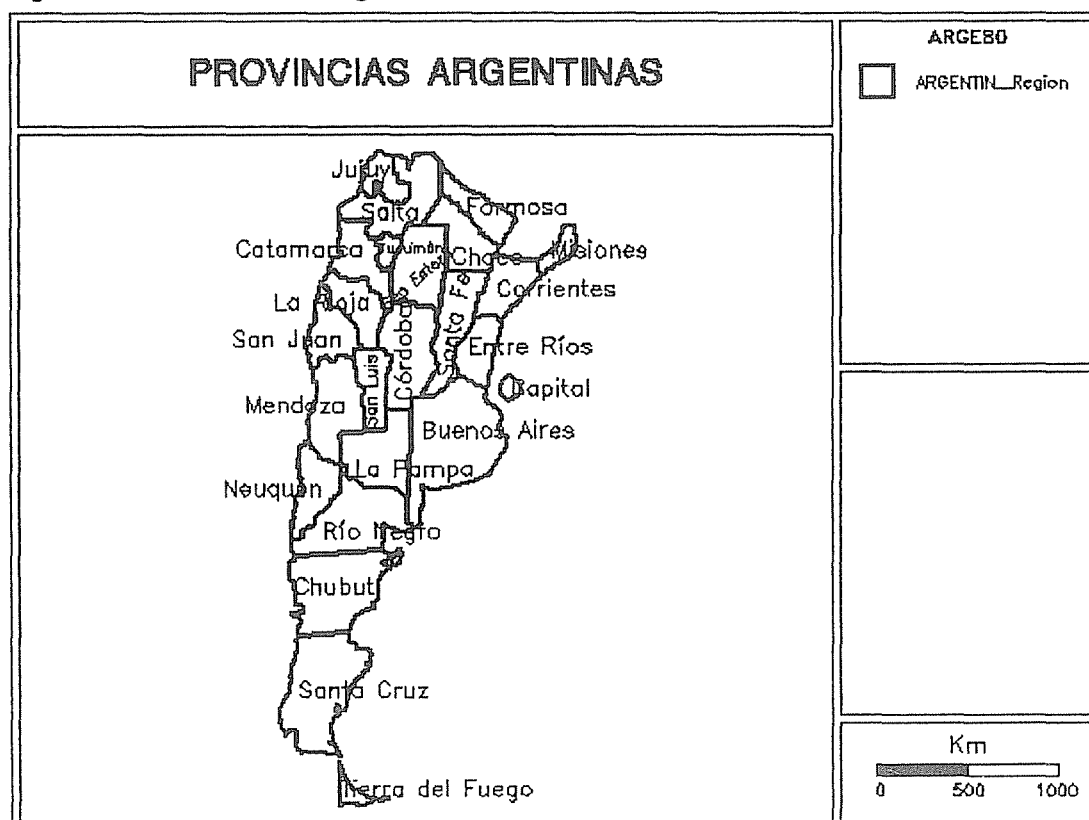 PROVINCIAS ARGENTINAS
ARGE80
ARGENTIN_Region
Jujuy
Salta
Formosa
Catamarca
Tucumán
Chaco
Misiones
Estero
Corrientes
La Rioja
Santa Fe
San Juan
Córdoba
Entre Ríos
San Luis
Capital
Mendoza
Buenos Aires
La Pampa
Neuquén
Río Negro
Chubut
Santa Cruz
Tierra del Fuego
Km
0 500 1000